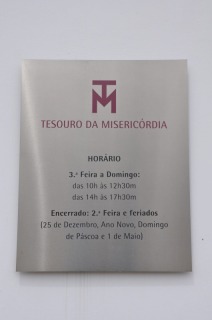 TM
TESOURO DA MISERICÓRDIA
HORÁRIO
3.ª Feira a Domingo:
das 10h às 12h30m
das 14h às 17h30m
Encerrado: 2.ª Feira e Feriados
(25 de Dezembro, Ano Novo, Domingo
de Páscoa e 1 de Maio)